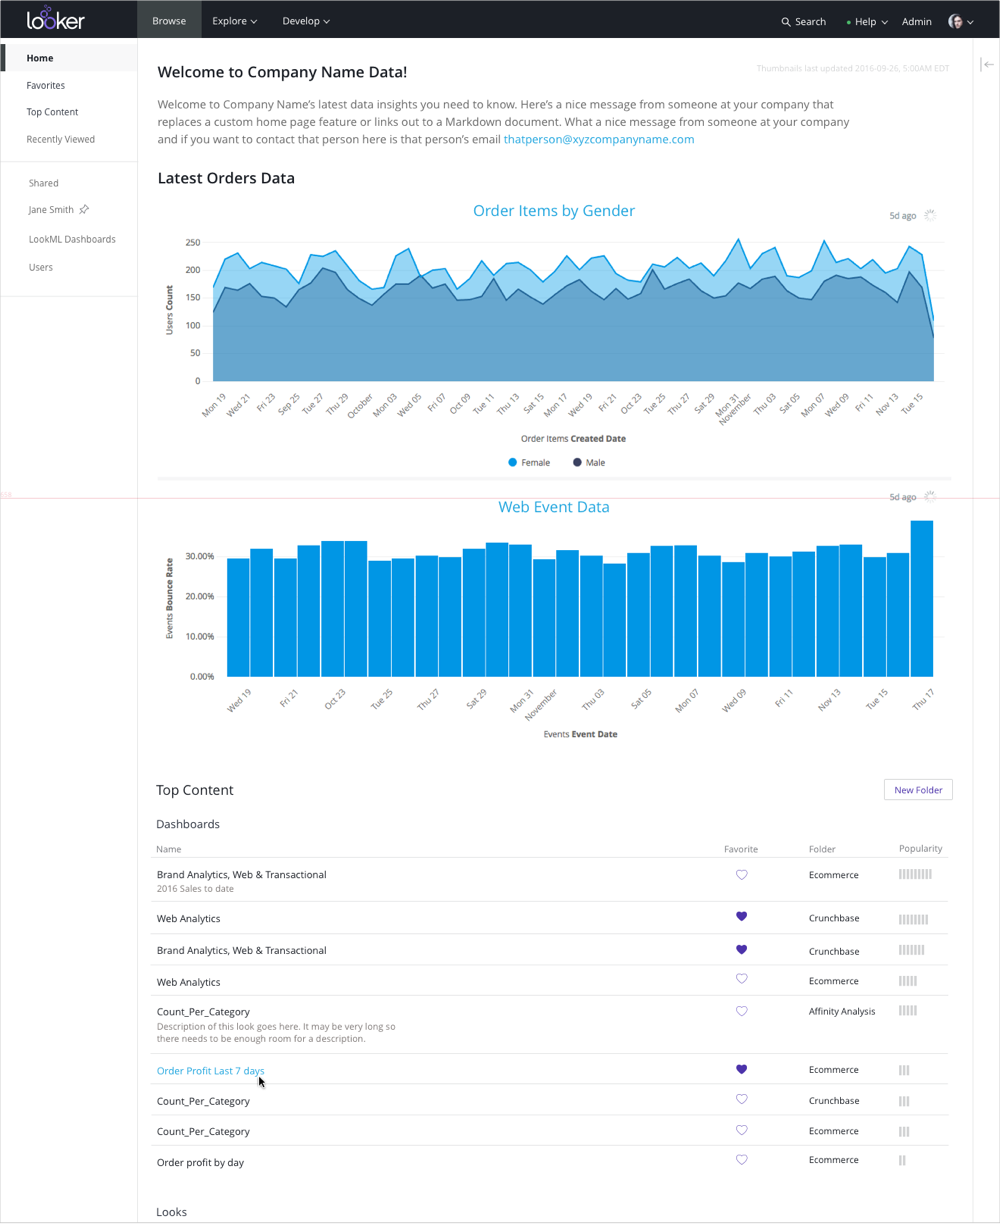 looker
Browse
Explore
Develop
Search
Help
Admin
Home
Favorites
Top Content
Recently Viewed
Shared
Jane Smith
LookML Dashboards
Users
Welcome to Company Name Data!
Thumbnails last updated 2016-09-26, 5:00AM EDT
Welcome to Company Name's latest data insights you need to know. Here's a nice message from someone at your company that
replaces a custom home page feature or links out to a Markdown document. What a nice message from someone at your company
and if you want to contact that person here is that person's email thatperson@xyzcompanyname.com
Latest Orders Data
Order Items by Gender
5d ago
Users Count
250
200
150
100
50
0
Mon 19
Wed 21
Fri 23
Sep 25
Tue 27
Thu 29
October
Mon 03
Wed 05
Fri 07
Oct 09
Tue 11
Thu 13
Sat 15
Mon 17
Wed 19
Fri 21
Oct 23
Tue 25
Thu 27
Sat 29
Mon 31
November
Thu 03
Sat 05
Mon 07
Wed 09
Fri 11
Nov 13
Tue 15
Order Items Created Date
Female
Male
5d ago
Web Event Data
Events Bounce Rate
30.00%
20.00%
10.00%
0.00%
Wed 19
Fri 21
Oct 23
Tue 25
Thu 27
Sat 29
Mon 31
November
Thu 03
Sat 05
Mon 07
Wed 09
Fri 11
Nov 13
Tue 15
Thu 17
Events Event Date
Top Content
New Folder
Dashboards
Name
Favorite
Folder
Popularity
Brand Analytics, Web & Transactional
2016 Sales to date
Ecommerce
Web Analytics
Crunchbase
Brand Analytics, Web & Transactional
Crunchbase
Web Analytics
Ecommerce
Count_Per_Category
Description of this look goes here. It may be very long so
there needs to be enough room for a description.
Affinity Analysis
Order Profit Last 7 days
Ecommerce
Count_Per_Category
Crunchbase
Count_Per_Category
Ecommerce
Order profit by day
Ecommerce
Looks